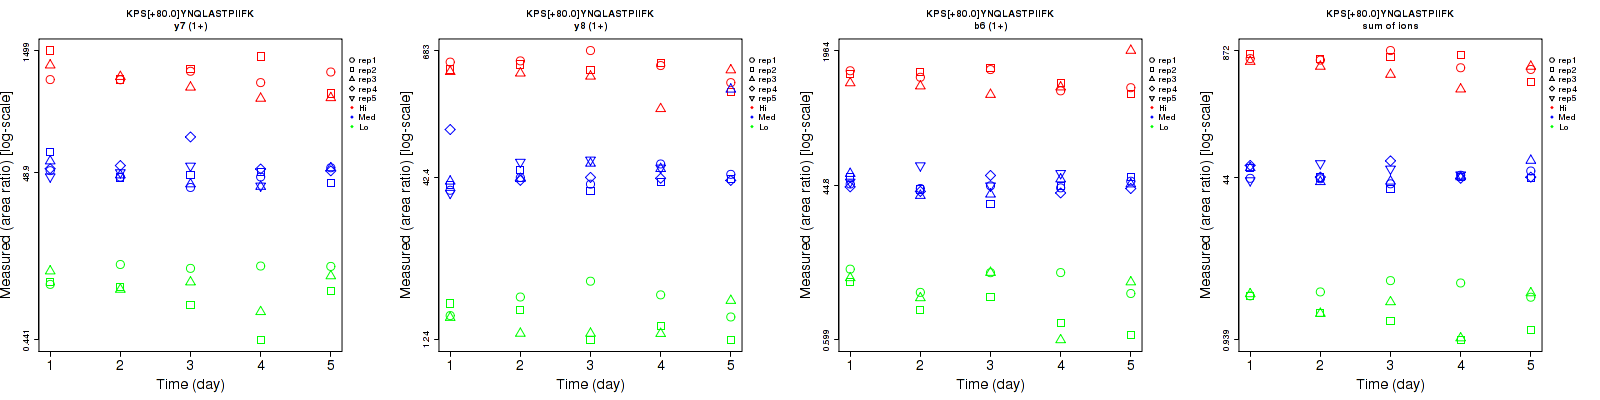 KPS[+80.0]YNQLASTPIIFK
y7 (1+)
Measured (area ratio) [log-scale]
1499
48.9
0.441
1 2 3 4 5
Time (day)
rep1
rep2
rep3
rep4
rep5
Hi
Med
Lo
KPS[+80.0]YNQLASTPIIFK
y8 (1+)
Measured (area ratio) [log-scale]
683
42.4
1.24
1 2 3 4 5
Time (day)
rep1
rep2
rep3
rep4
rep5
Hi
Med
Lo
KPS[+80.0]YNQLASTPIIFK
b6 (1+)
Measured (area ratio) [log-scale]
1964
44.8
0.599
1 2 3 4 5
Time (day)
rep1
rep2
rep3
rep4
rep5
Hi
Med
Lo
KPS[+80.0]YNQLASTPIIFK
sum of ions
Measured (area ratio) [log-scale]
872
44
0.939
1 2 3 4 5
Time (day)
rep1
rep2
rep3
rep4
rep5
Hi
Med
Lo